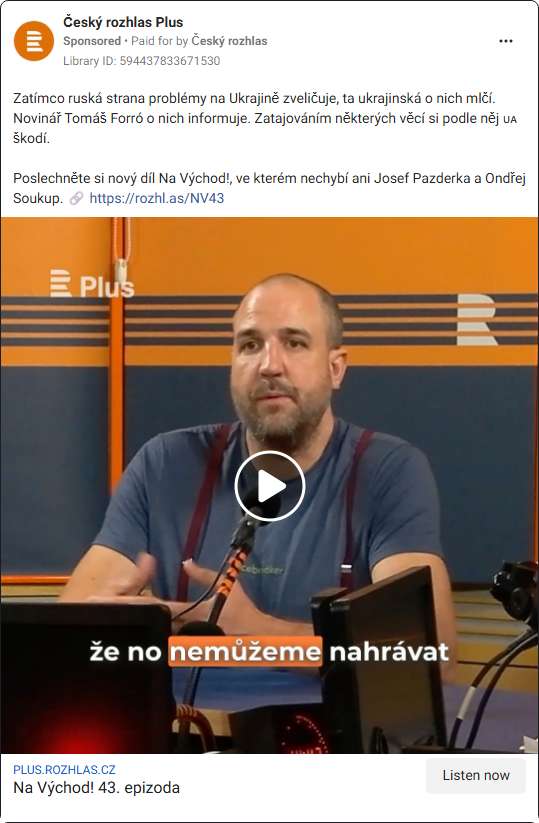 Český rozhlas Plus
Sponsored • Paid for by Český rozhlas
Library ID: 594437833671530
Zatímco ruská strana problémy na Ukrajině zveličuje, ta ukrajinská o nich mlčí.
Novinář Tomáš Forró o nich informuje. Zatajováním některých věcí si podle něj 🇺🇦
škodí.
Poslechněte si nový díl Na Východ!, ve kterém nechybí ani Josef Pazderka a Ondřej
Soukup. 🔗 https://rozhl.as/NV43
Plus
že no nemůžeme nahrávat
PLUS.ROZHLAS.CZ
Na Východ! 43. epizoda
Listen now